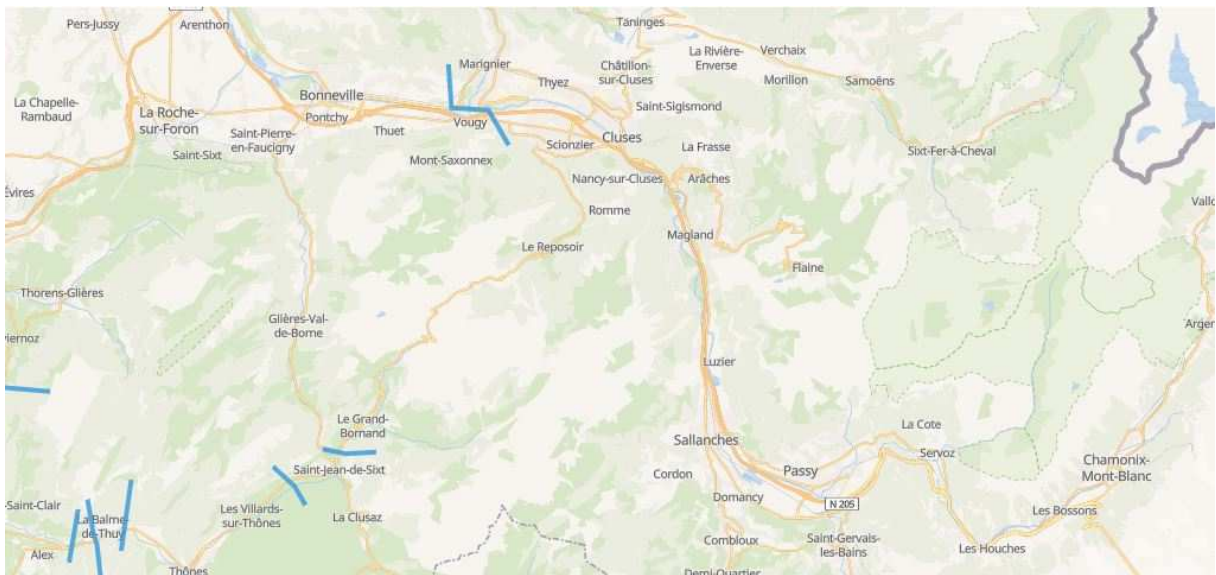 Pers-Jussy
Arenthon
Taninges
La Rivière-
Enverse
Verchaix
Marignier
Châtillon
sur-Cluses
Thyez
Morillon
Samoëns
La Chapelle-
Rambaud
La Roche-
sur-Foron
Bonneville
Pontchy
Saint-Sigismond
Thuet
Vougy
Saint-Pierre-
en-Faucigny
Scionzier
Cluses
La Frasse
Saint-Sixt
Mont-Saxonnex
Sixt-Fer-à-Cheval
Évires
Nancy-sur-Cluses
Arâches
Vallo
Romme
Magland
Le Reposoir
Flaine
Thorens-Glières
Glières-Val-
de-Borne
viernoz
Argen
Luzier
Le Grand-
Bornand
La Cote
Sallanches
Servoz
Saint-Jean-de-Sixt
Cordon
Passy
Chamonix-
Mont-Blanc
-Saint-Clair
Les Villards-
sur-Thônes
La Clusaz
Domancy
N 205
Les Bossons
La Balme-
de-Thuy
Alex
Combloux
Saint-Gervais-
les-Bains
Les Houches
Thônes
Demi-Quartier